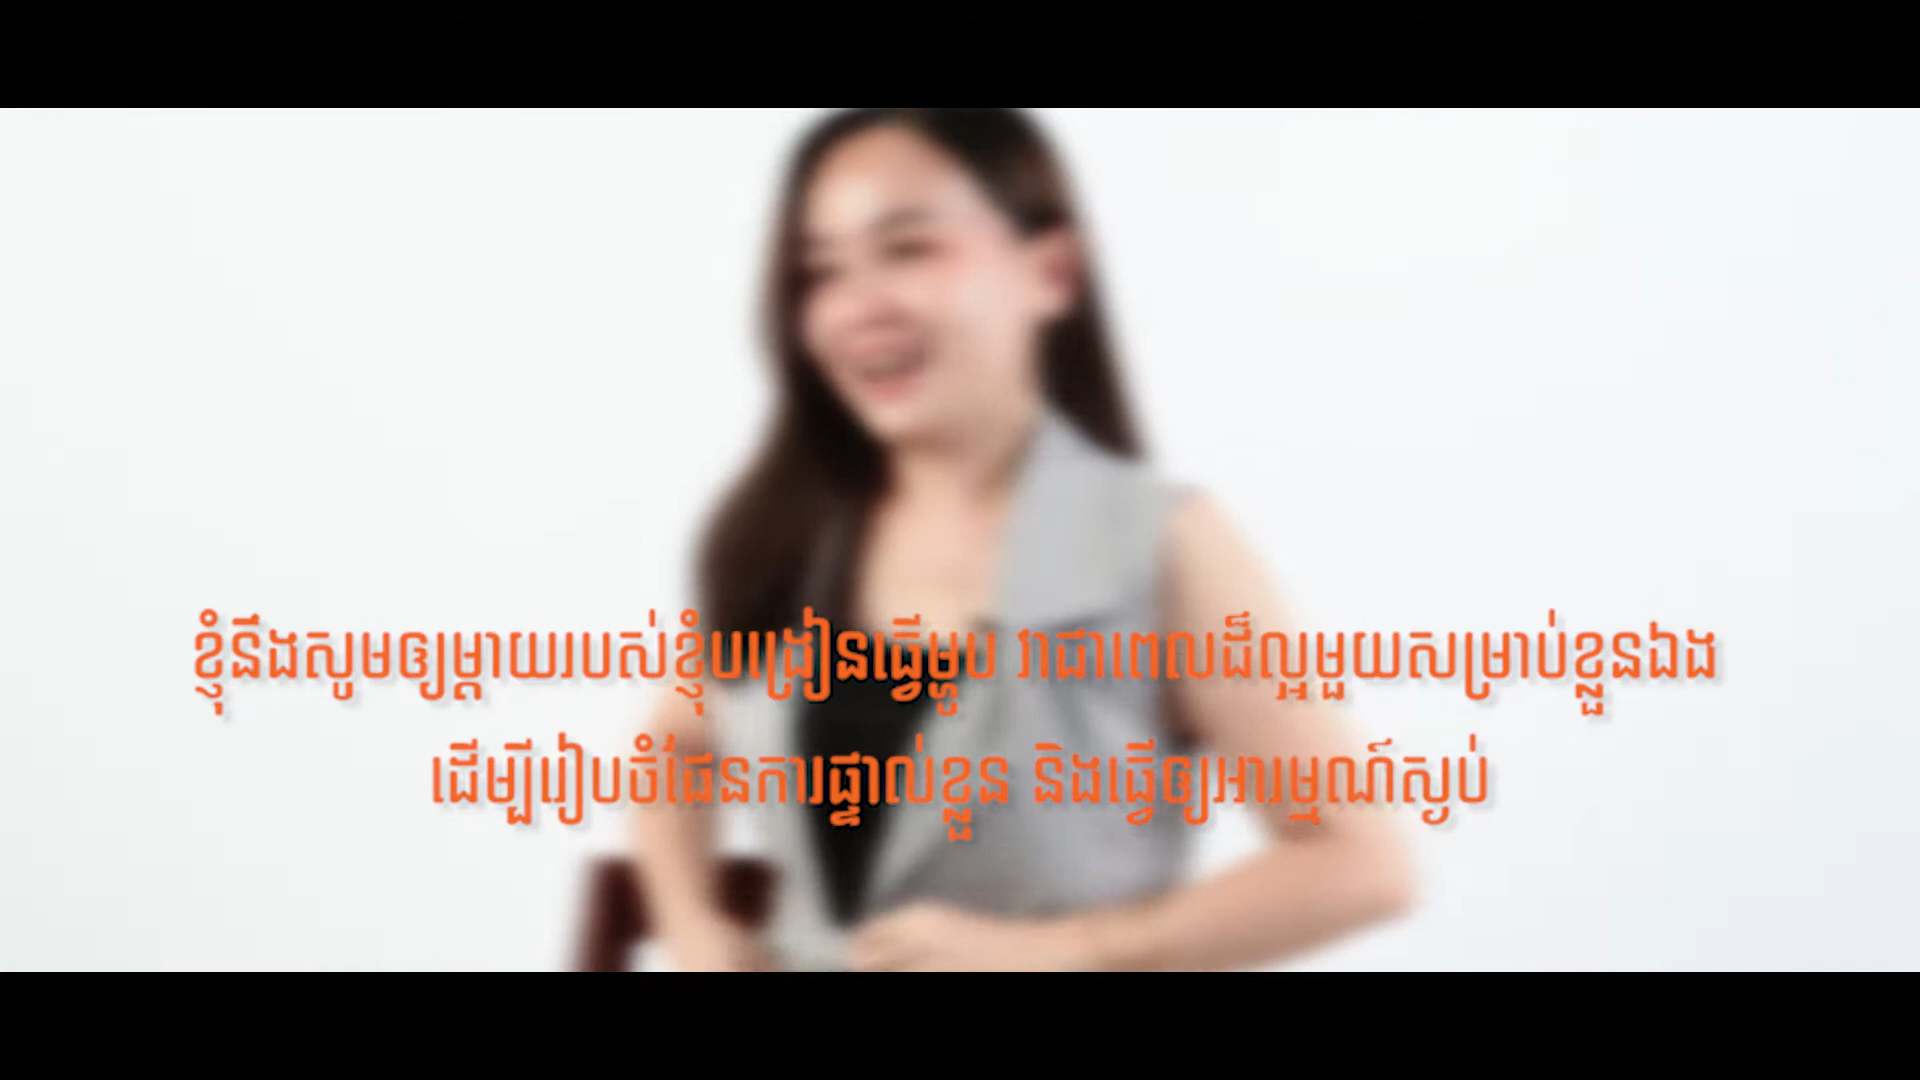 ខ្ញុំនឹងសូមឲ្យម្ដាយរបស់ខ្ញុំបង្រៀនធ្វើម្ហូប វាជាពេលដ៏ល្អមួយសម្រាប់ខ្លួនឯង
ដើម្បីរៀបចំផែនការផ្ទាល់ខ្លួន និងធ្វើឲ្យអារម្មណ៍ស្ងប់